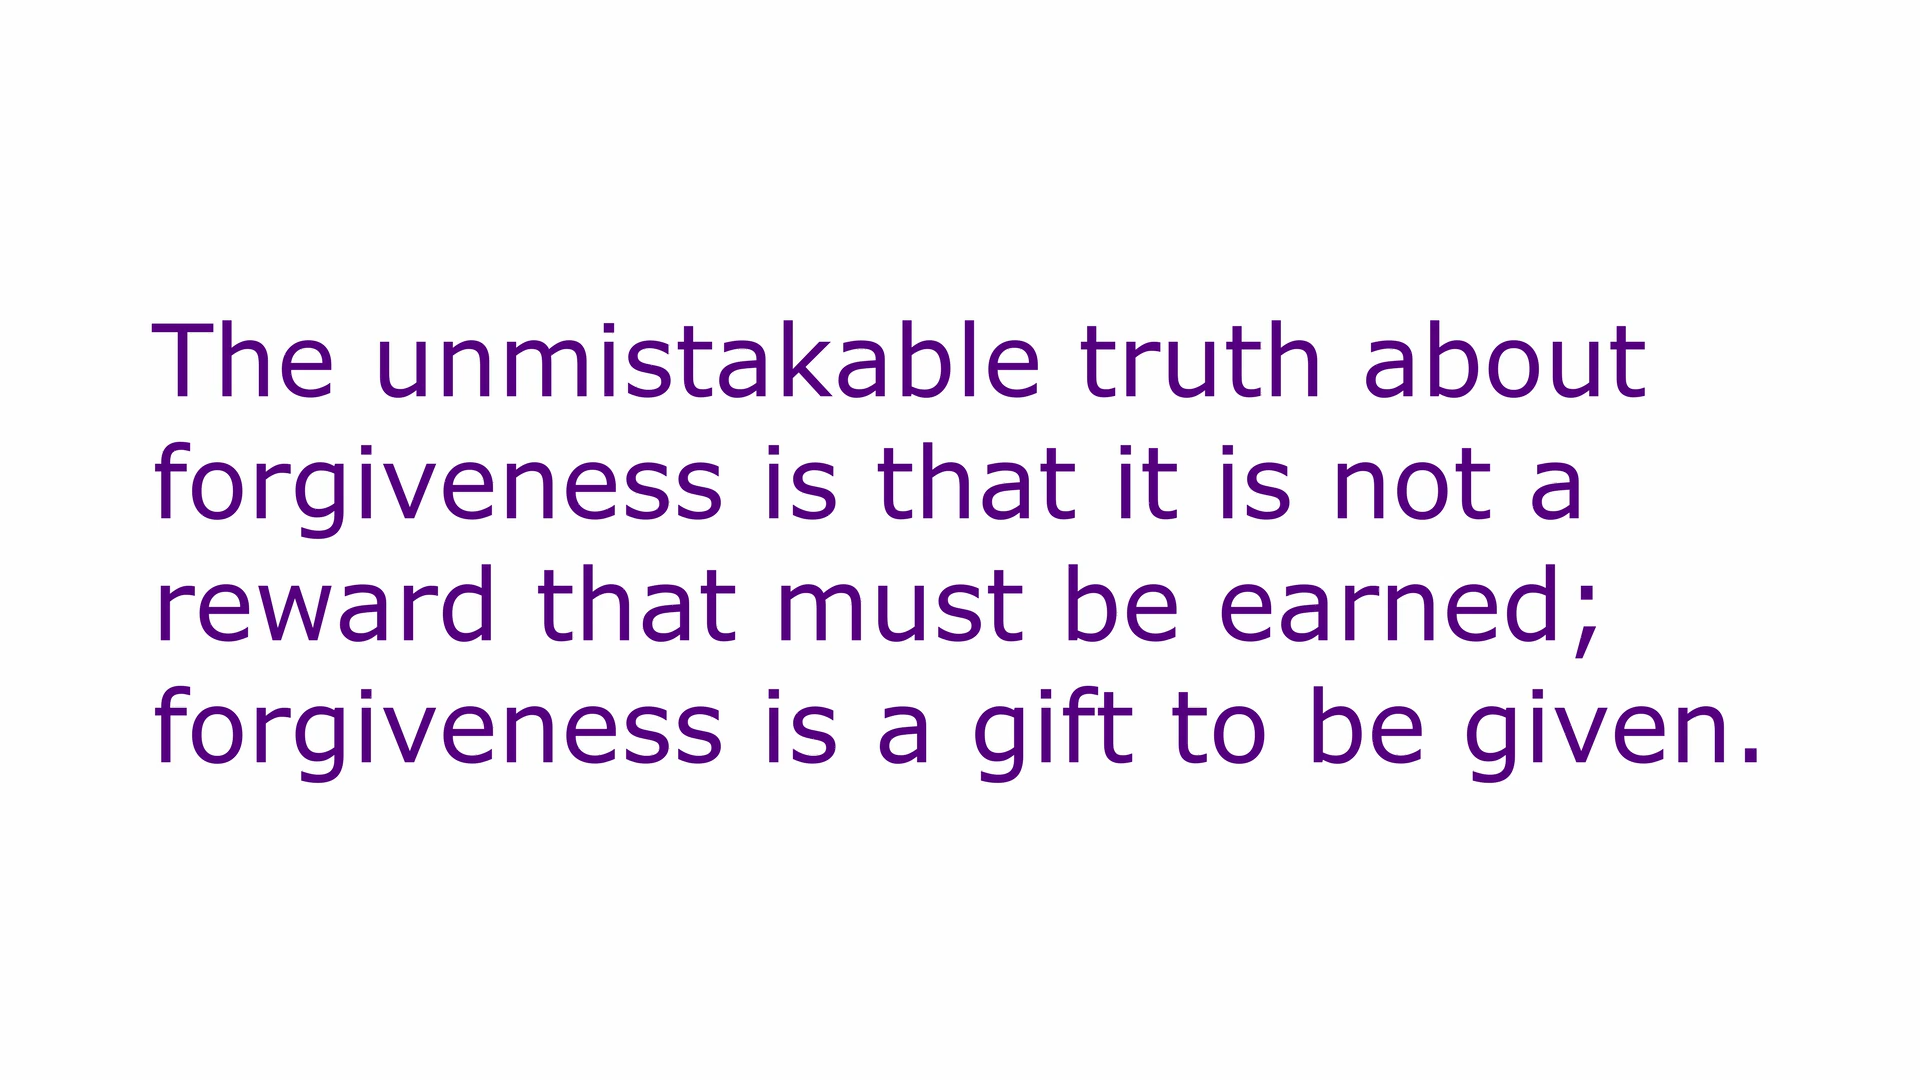 The unmistakable truth about
forgiveness is that it is not a
reward that must be earned;
forgiveness is a gift to be given.